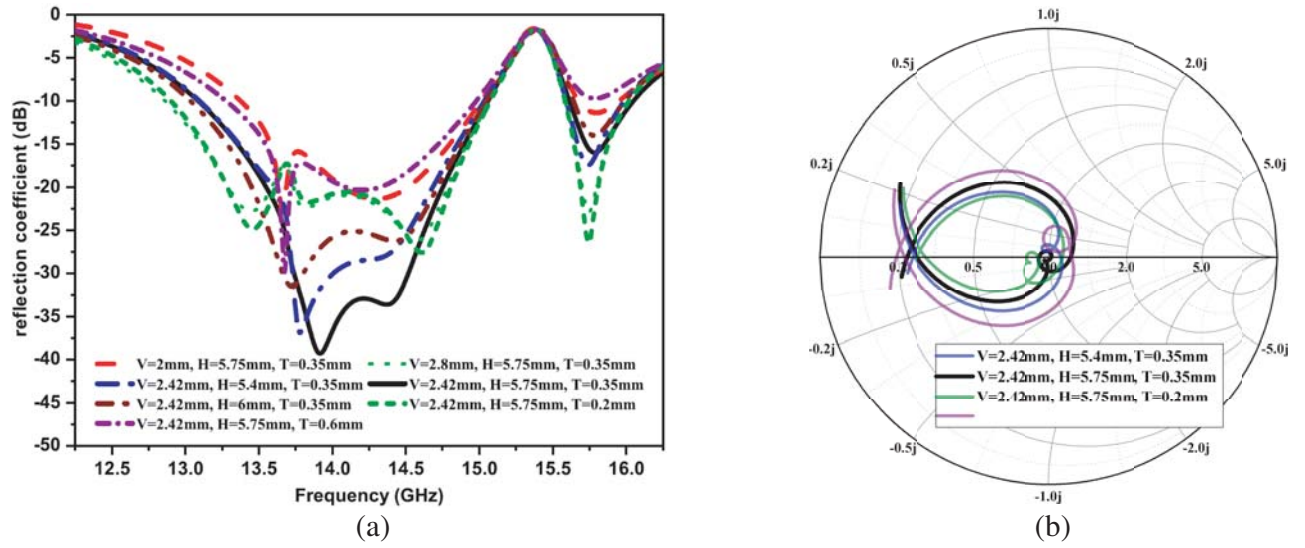 0
-5
-10
-15
-20
-25
-30
-35
-40
-45
-50
reflection coefficient (dB)
V=2mm, H=5.75mm, T=0.35mm
V=2.42mm, H=5.4mm, T=0.35mm
V=2.42mm, H=6mm, T=0.35mm
V=2.42mm, H=5.75mm, T=0.6mm
V=2.8mm, H=5.75mm, T=0.35mm
V=2.42mm, H=5.75mm, T=0.35mm
V=2.42mm, H=5.75mm, T=0.2mm
12.5 13.0 13.5 14.0 14.5 15.0 15.5 16.0
Frequency (GHz)
(a)
1.0j
0.5j 2.0j
0.2j 5.0j
0.5 2.0 5.0
-0.2j -5.0j
V=2.42mm, H=5.4mm, T=0.35mm
V=2.42mm, H=5.75mm, T=0.35mm
V=2.42mm, H=5.75mm, T=0.2mm
-0.5j -2.0j
-1.0j
(b)